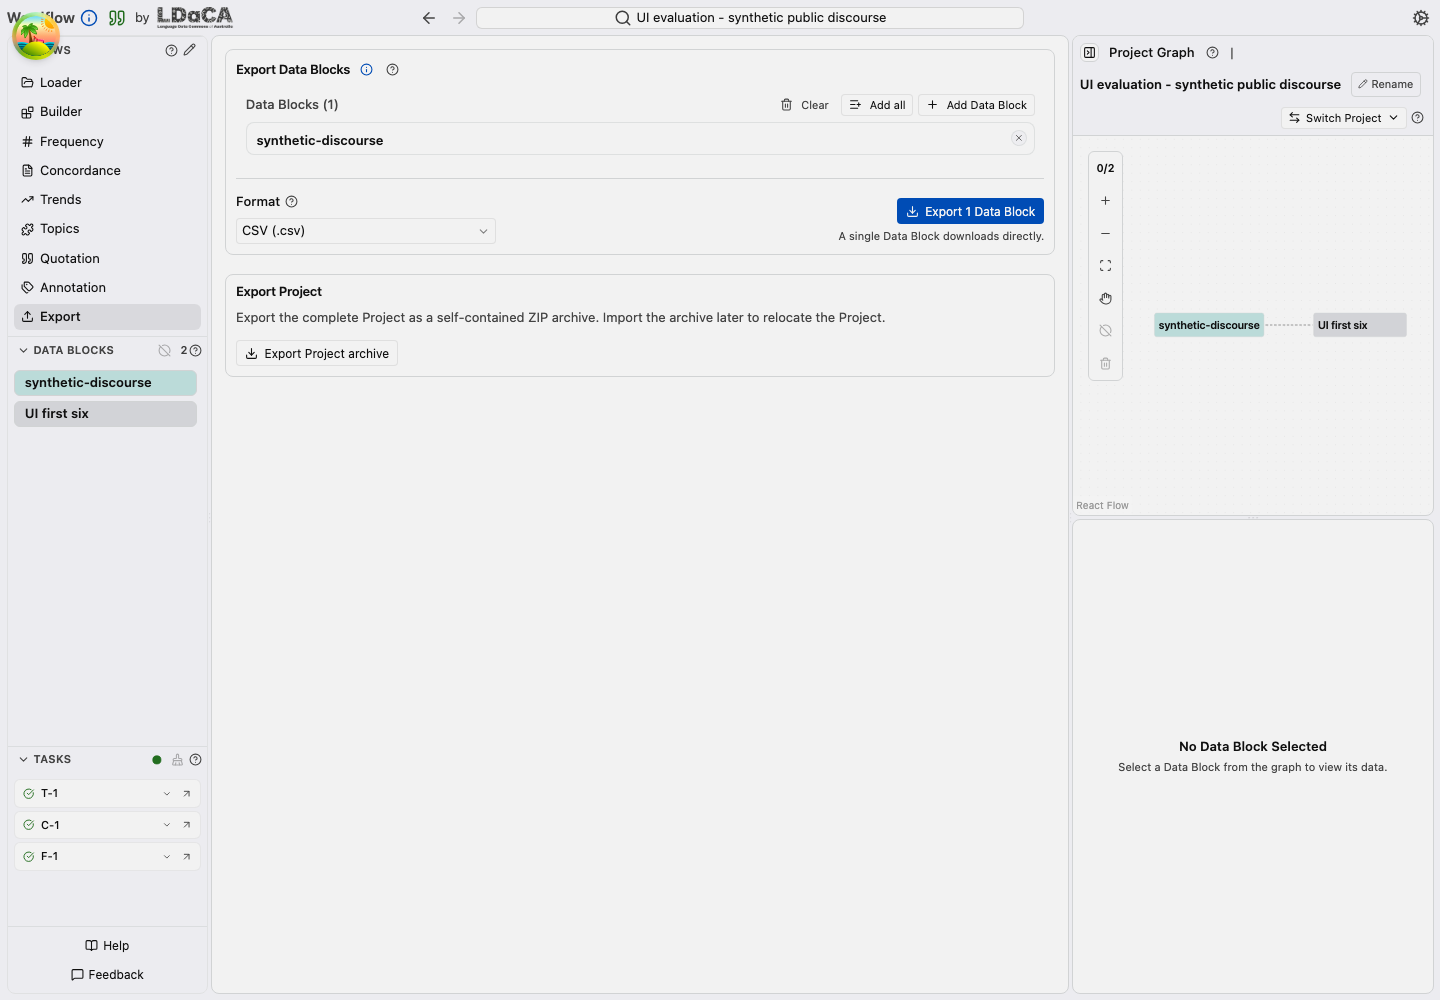 by LDaCA
Language Data Commons of Australia
UI evaluation - synthetic public discourse
Loader
Builder
Frequency
Concordance
Trends
Topics
Quotation
Annotation
Export
DATA BLOCKS
2
synthetic-discourse
UI first six
TASKS
T-1
C-1
F-1
Help
Feedback
Export Data Blocks
Data Blocks (1)
Clear
Add all
Add Data Block
synthetic-discourse
Format
CSV (.csv)
Export 1 Data Block
A single Data Block downloads directly.
Export Project
Export the complete Project as a self-contained ZIP archive. Import the archive later to relocate the Project.
Export Project archive
Project Graph
UI evaluation - synthetic public discourse
Rename
Switch Project
0/2
synthetic-discourse
UI first six
React Flow
No Data Block Selected
Select a Data Block from the graph to view its data.